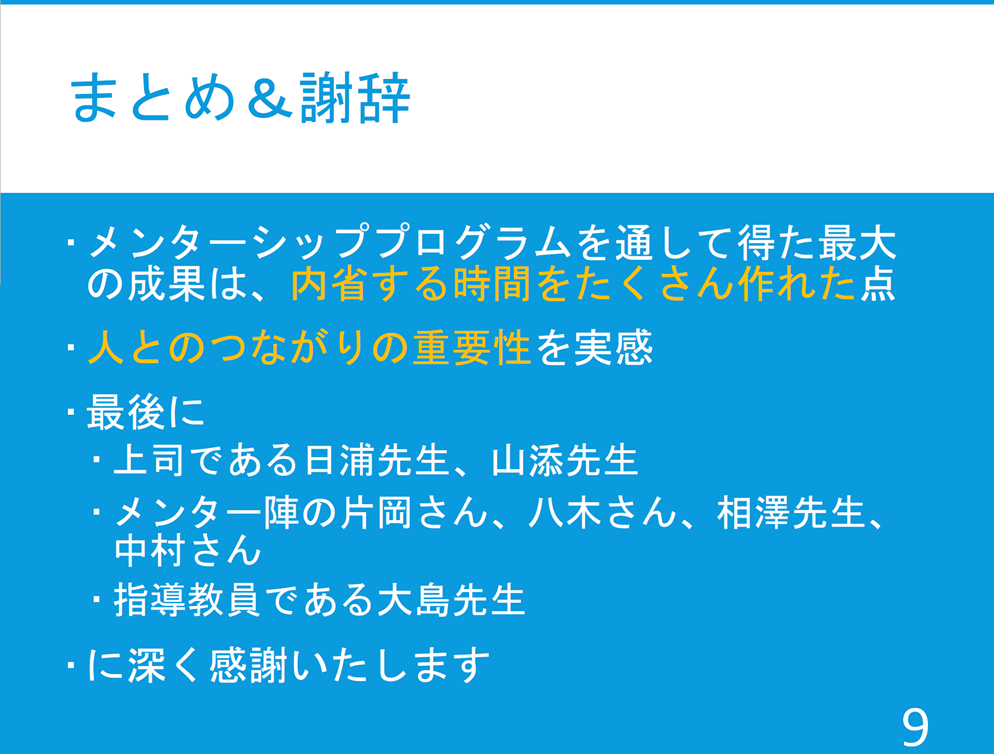 まとめ＆謝辞
・メンターシッププログラムを通して得た最大
の成果は、内省する時間をたくさん作れた点
・人とのつながりの重要性を実感
・最後に
・上司である日浦先生、山添先生
・メンター陣の片岡さん、八木さん、相澤先生、
中村さん
・指導教員である大島先生
・に深く感謝いたします
9